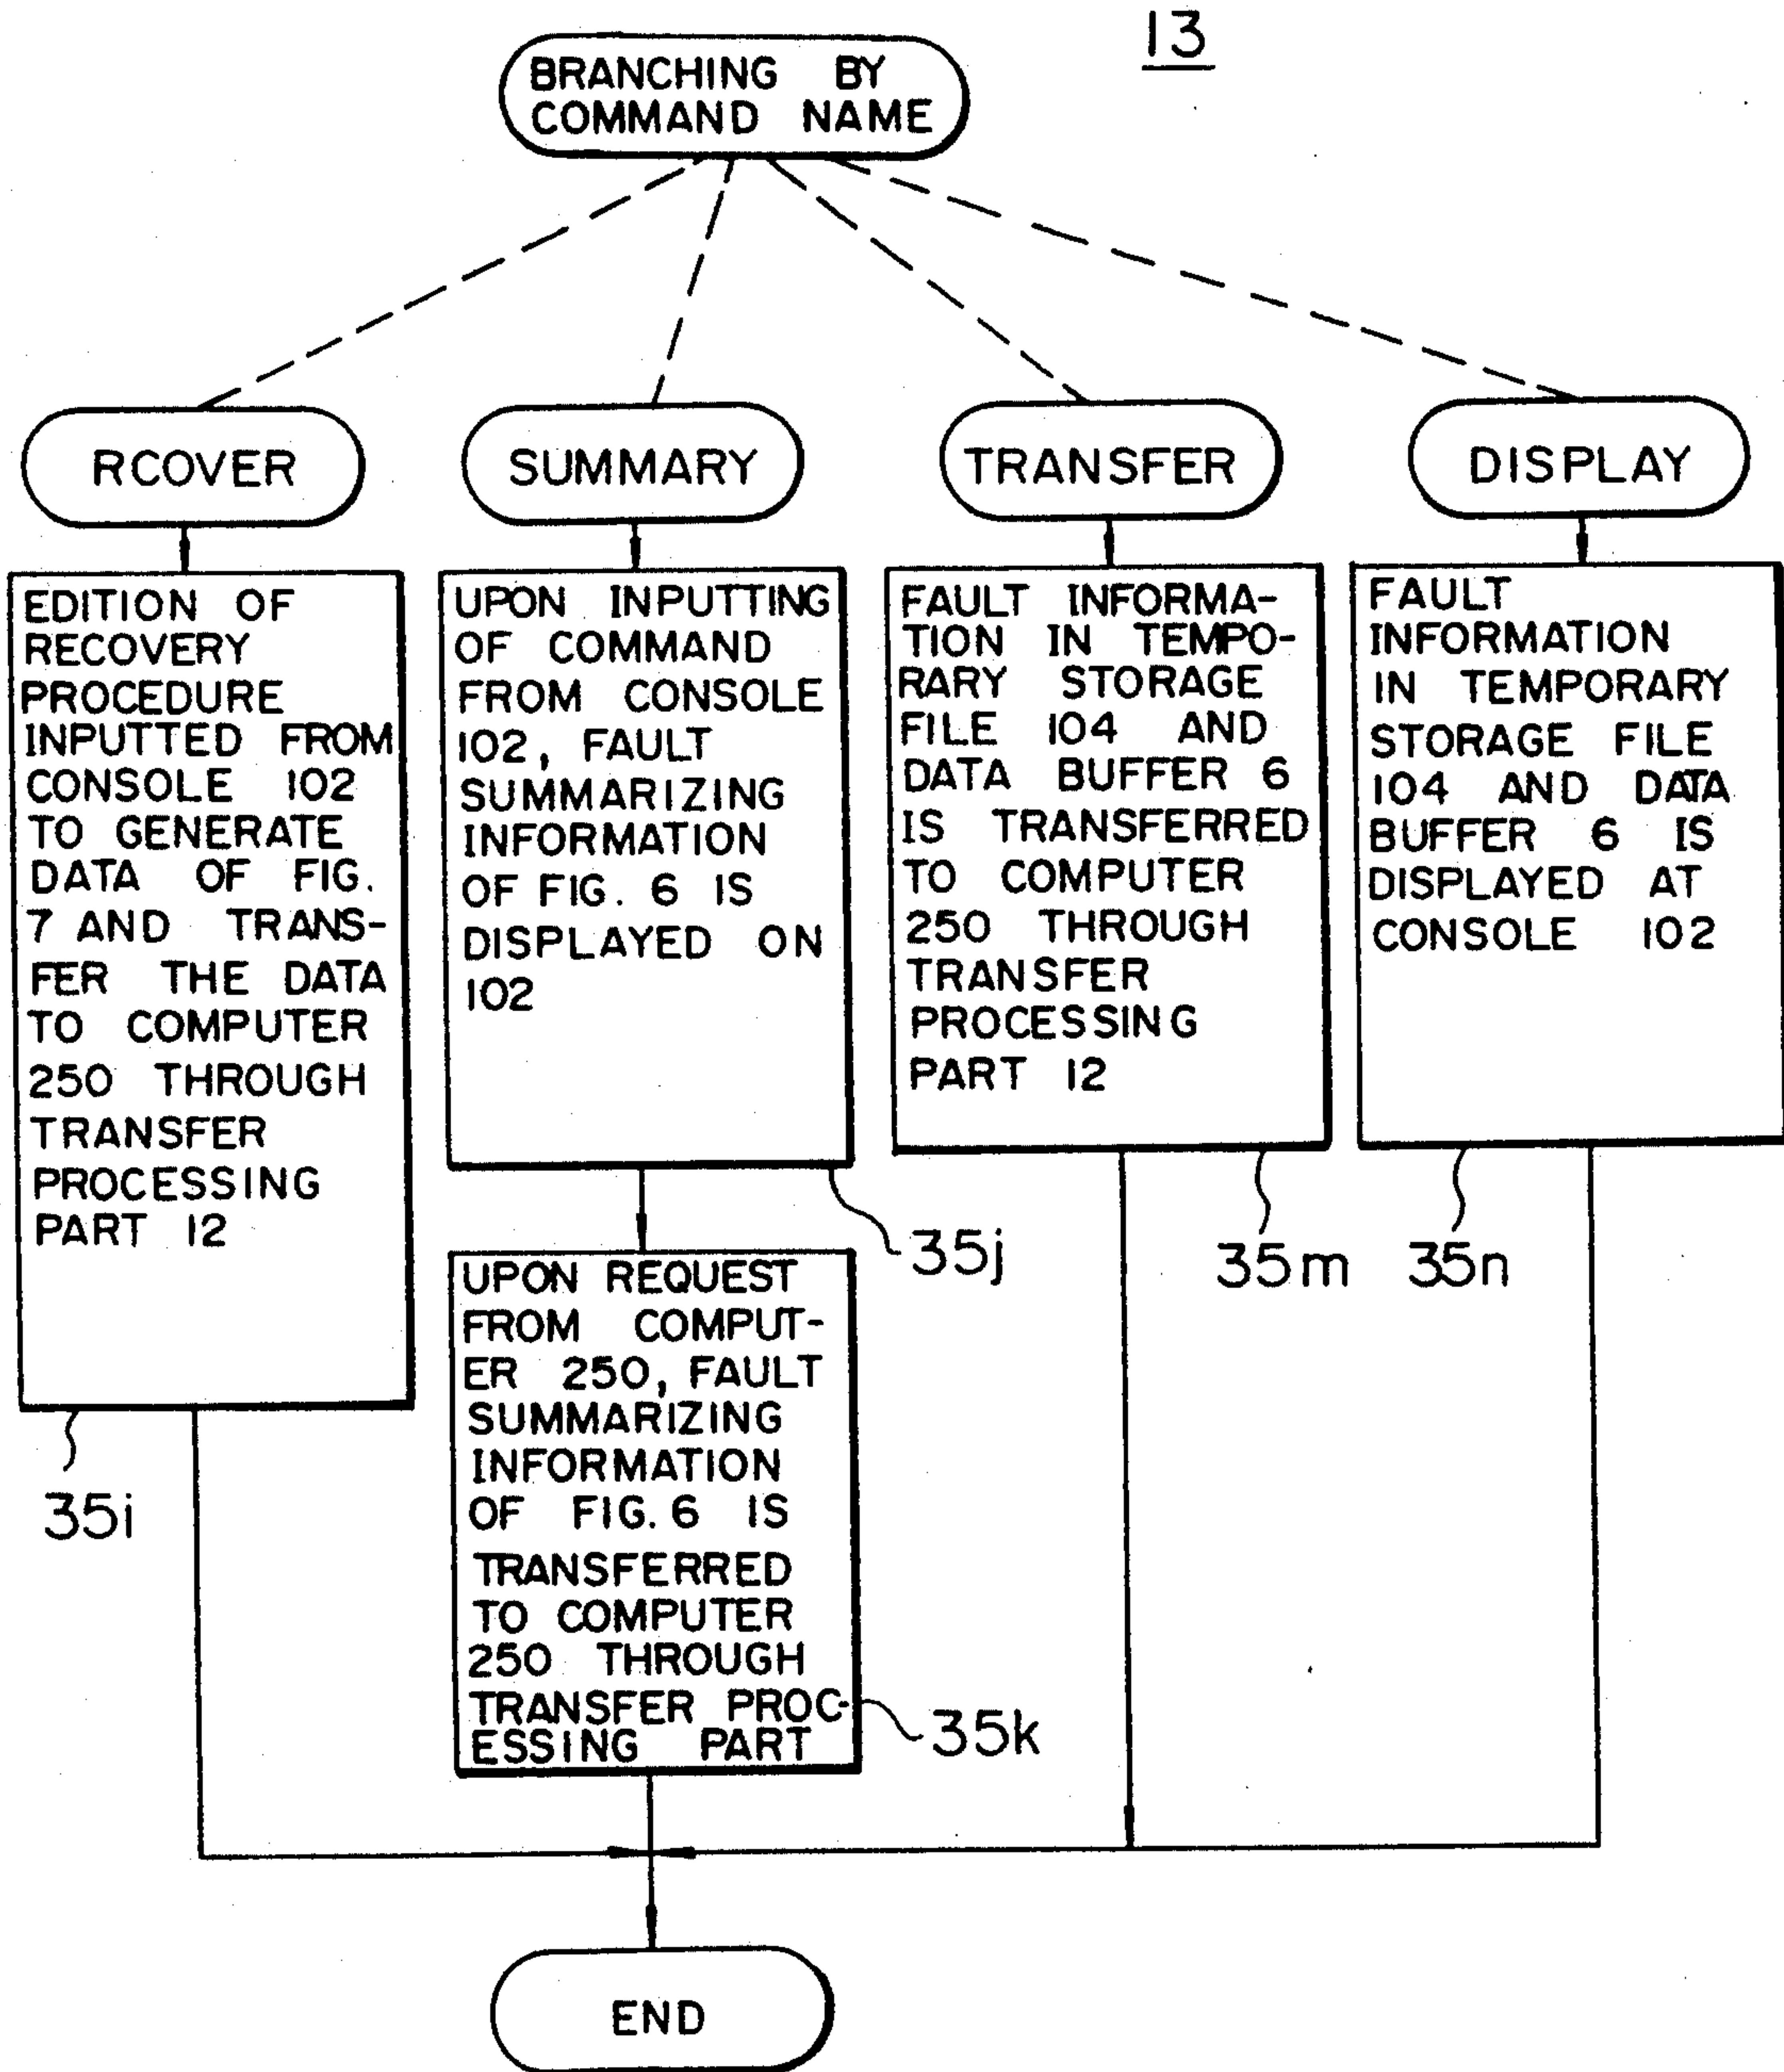 13
BRANCHING BY
COMMAND NAME
RCOVER
SUMMARY
TRANSFER
DISPLAY
EDITION OF
RECOVERY
PROCEDURE
INPUTTED FROM
CONSOLE 102
TO GENERATE
DATA OF FIG.
7 AND TRANS-
FER THE DATA
TO COMPUTER
250 THROUGH
TRANSFER
PROCESSING
PART 12
35i
UPON INPUTTING
OF COMMAND
FROM CONSOLE
102, FAULT
SUMMARIZING
INFORMATION
OF FIG. 6 IS
DISPLAYED ON
102
35j
UPON REQUEST
FROM COMPUT-
ER 250, FAULT
SUMMARIZING
INFORMATION
OF FIG. 6 IS
TRANSFERRED
TO COMPUTER
250 THROUGH
TRANSFER PROC-
ESSING PART
35k
FAULT INFORMA-
TION IN TEMPO-
RARY STORAGE
FILE 104 AND
DATA BUFFER 6
IS TRANSFERRED
TO COMPUTER
250 THROUGH
TRANSFER
PROCESSING
PART 12
35m
FAULT
INFORMATION
IN TEMPORARY
STORAGE FILE
104 AND DATA
BUFFER 6 IS
DISPLAYED AT
CONSOLE 102
35n
END